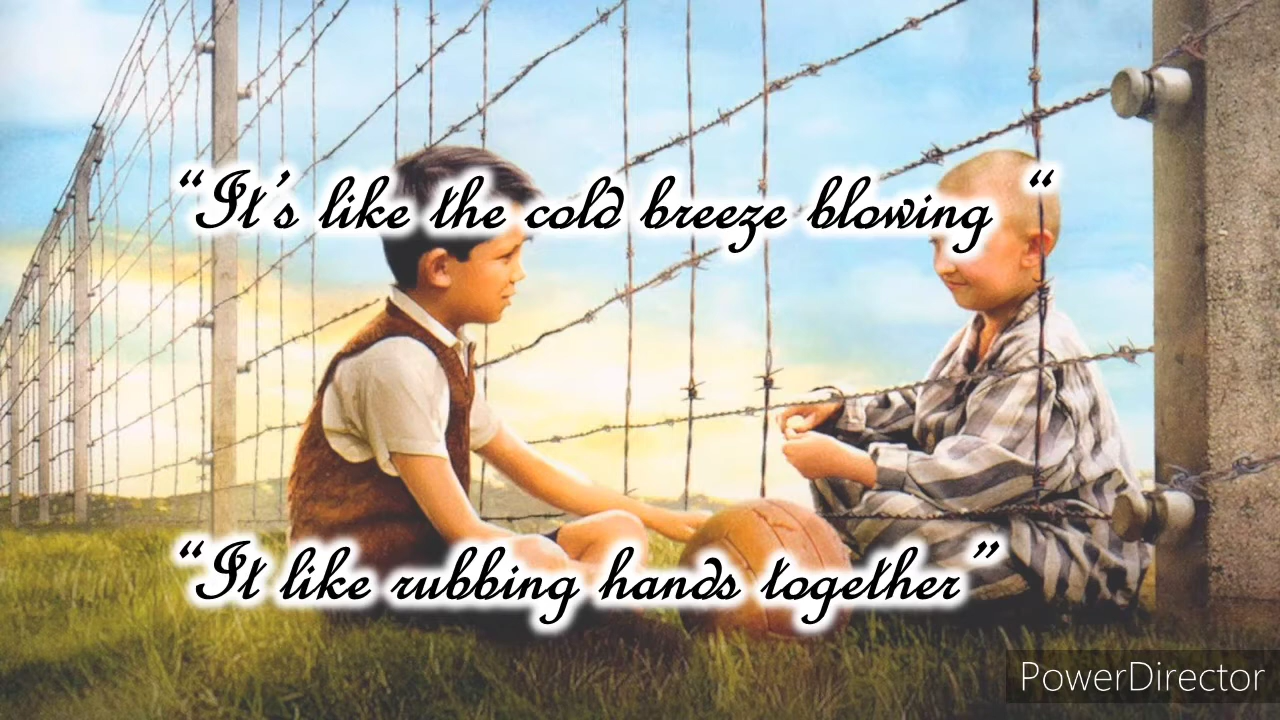 “It’s like the cold breeze blowing “
“It like rubbing hands together”
PowerDirector